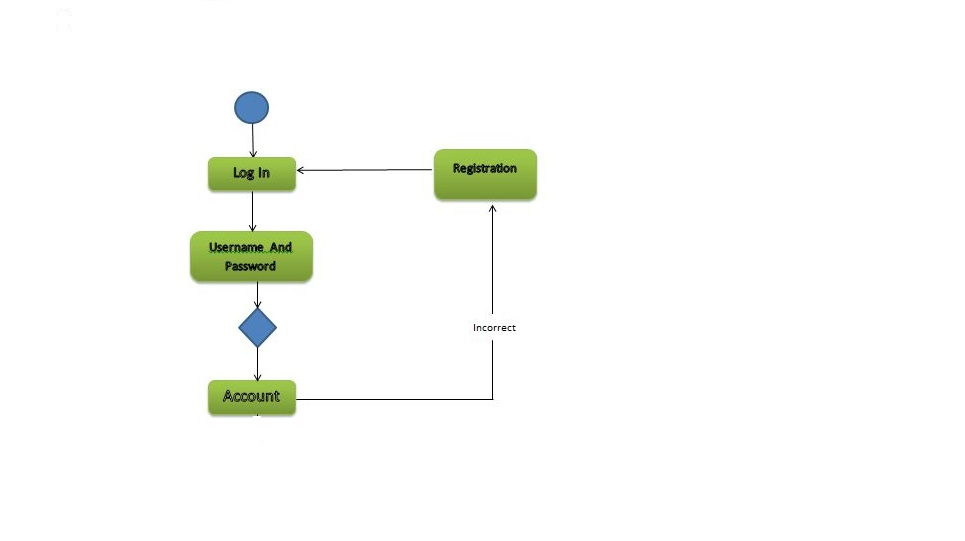 Log In
Registration
Username And
Password
Incorrect
Account